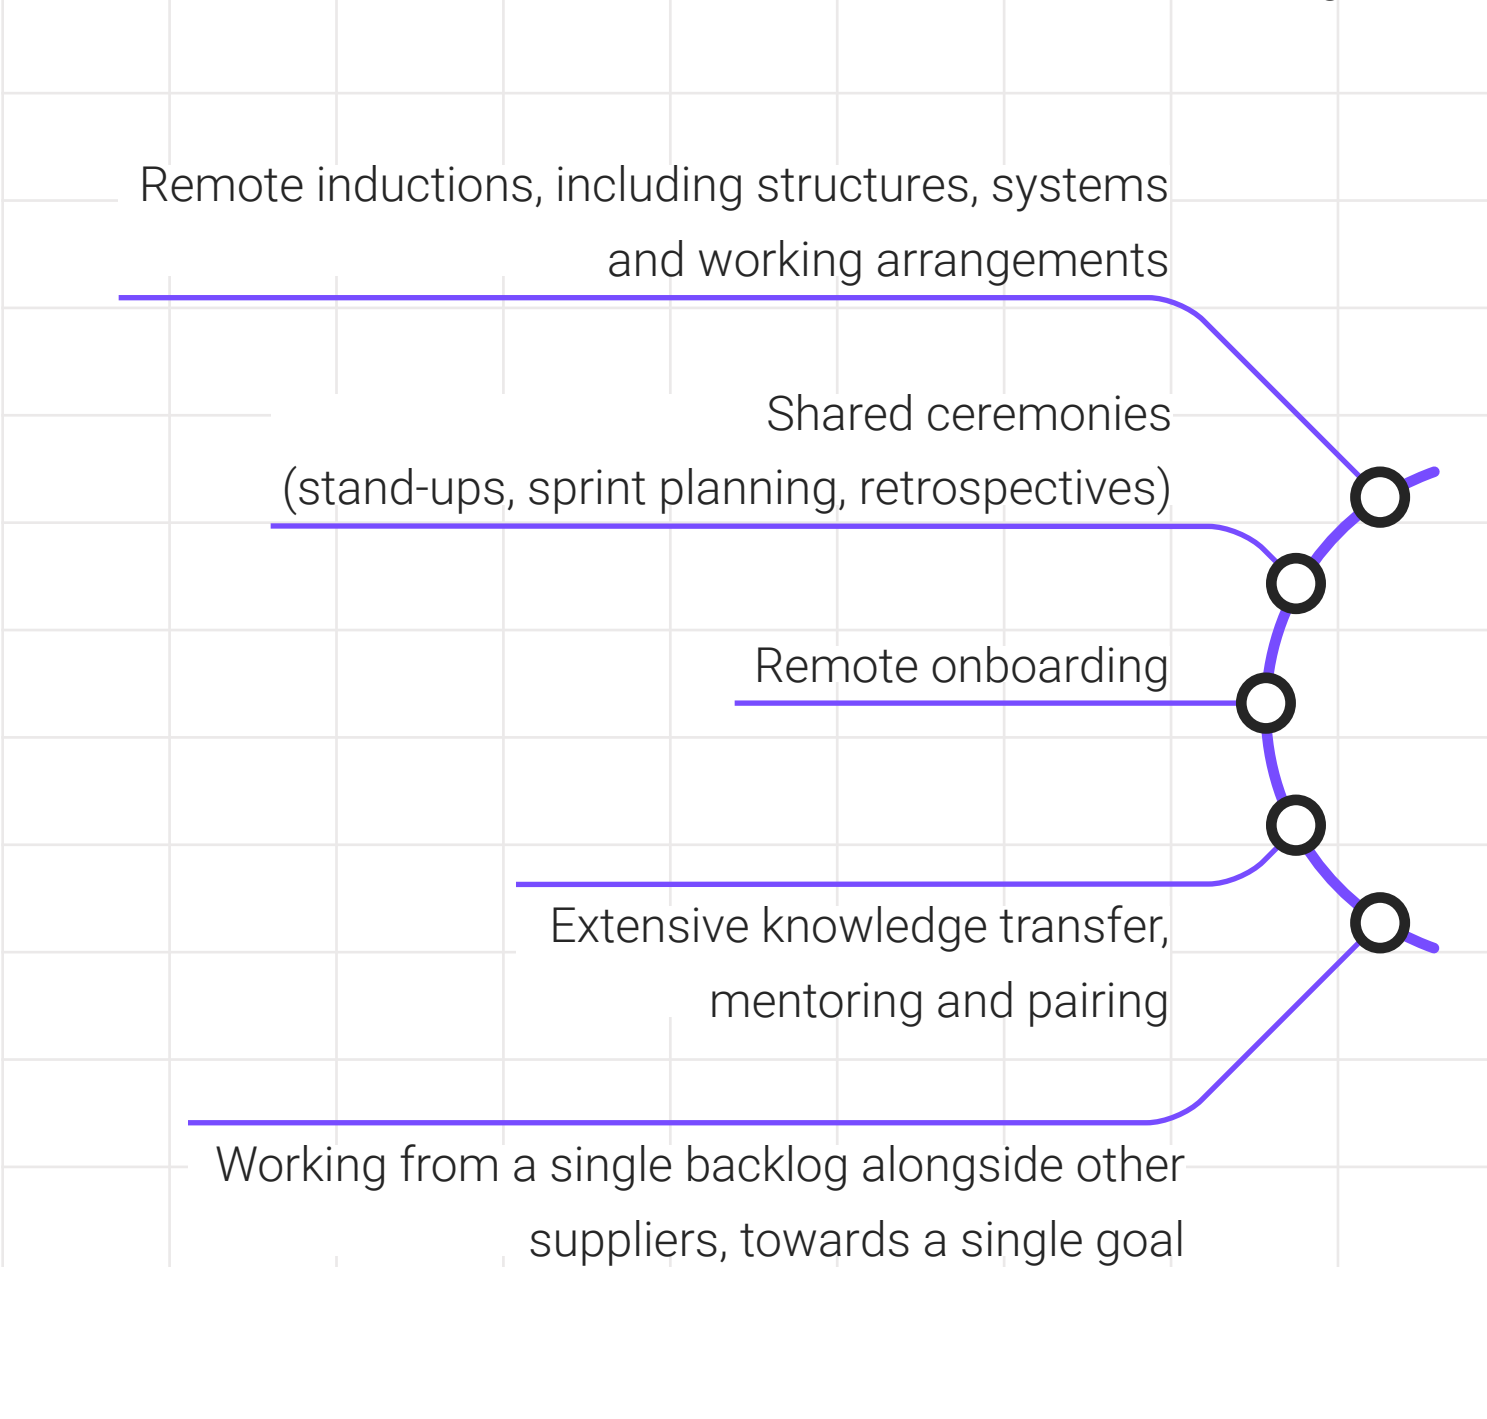 Remote inductions, including structures, systems
and working arrangements
Shared ceremonies
(stand-ups, sprint planning, retrospectives)
Remote onboarding
Extensive knowledge transfer,
mentoring and pairing
Working from a single backlog alongside other
suppliers, towards a single goal